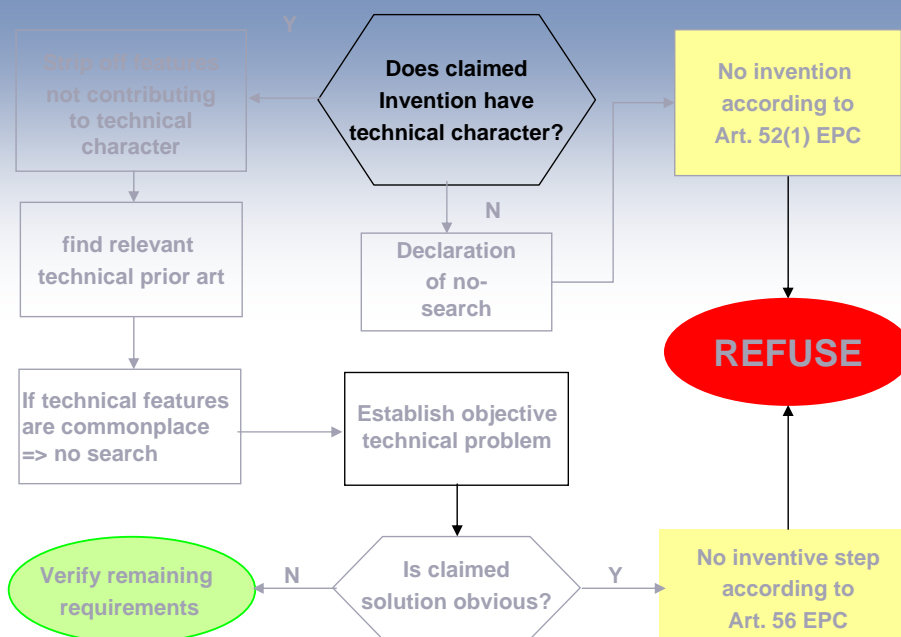 Y
Strip off features
not contributing
to technical
character
Does claimed
Invention have
technical character?
No invention
according to
Art. 52(1) EPC
N
find relevant
technical prior art
Declaration
of no-
search
REFUSE
If technical features
are commonplace
=> no search
Establish objective
technical problem
Verify remaining
requirements
N
Is claimed
solution obvious?
Y
No inventive step
according to
Art. 56 EPC